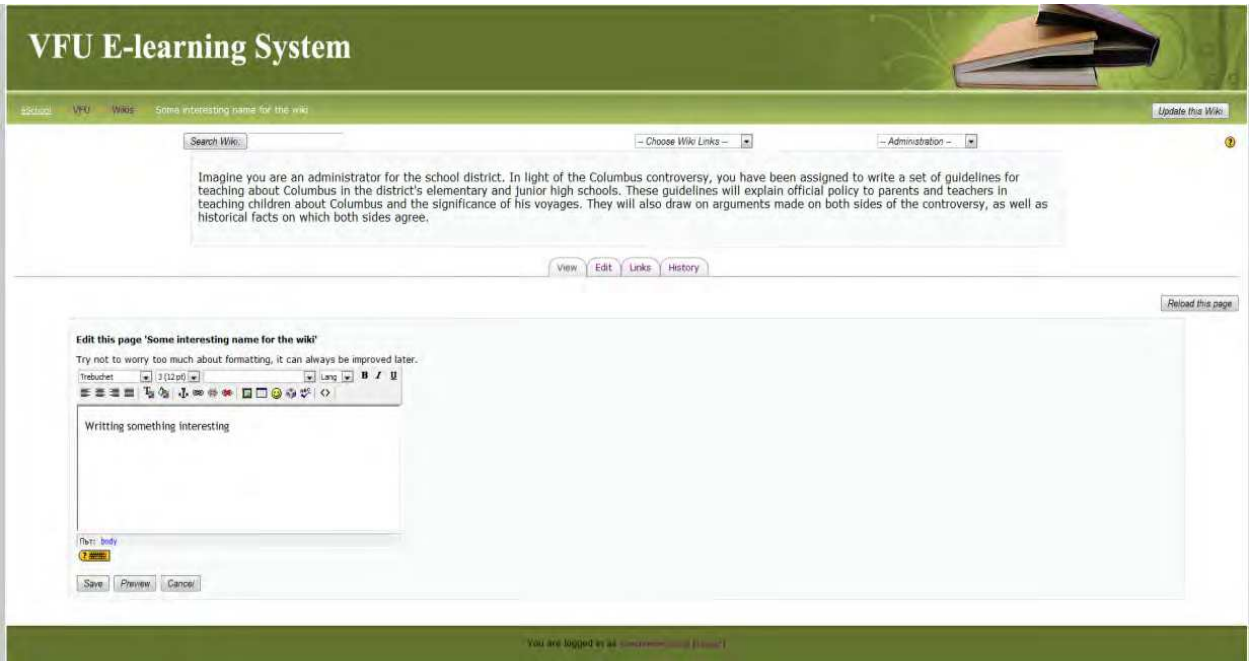 VFU E-learning System
eSchool VFU Wikis Some interesting name for the wiki
Update this Wiki
Search Wiki:
-- Choose Wiki Links --
-- Administration --
Imagine you are an administrator for the school district. In light of the Columbus controversy, you have been assigned to write a set of guidelines for
teaching about Columbus in the district's elementary and junior high schools. These guidelines will explain official policy to parents and teachers in
teaching children about Columbus and the significance of his voyages. They will also draw on arguments made on both sides of the controversy, as well as
historical facts on which both sides agree.
View Edit Links History
Reload this page
Edit this page 'Some interesting name for the wiki'
Try not to worry too much about formatting, it can always be improved later.
Trebuchet 3 (12 pt) Lang B I U
Writting something interesting
Път: body
Save Preview Cancel
You are logged in as